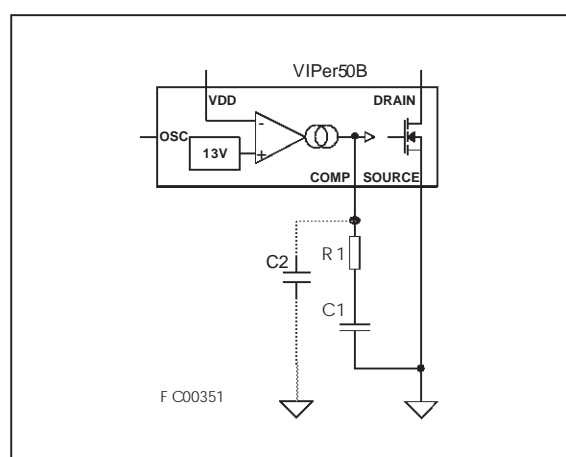 VIPer50B
VDD
DRAIN
OSC
-
13V
+
COMP SOURCE
C2
R1
C1
FC00351